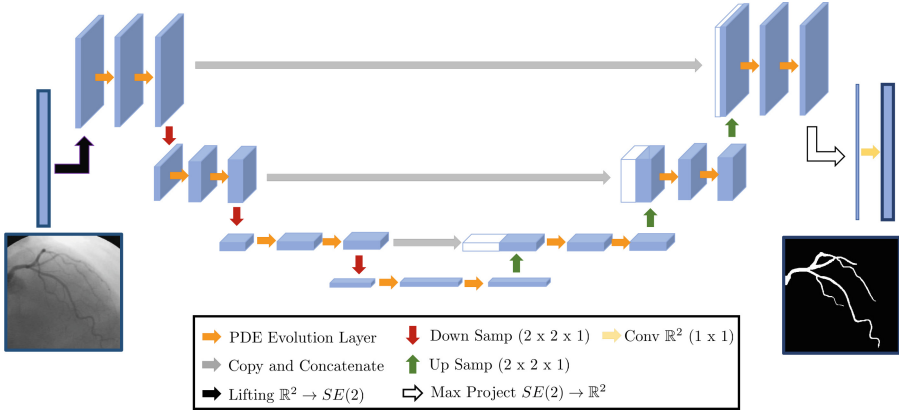 PDE Evolution Layer
Down Samp (2 x 2 x 1)
Conv ℝ² (1 x 1)
Copy and Concatenate
Up Samp (2 x 2 x 1)
Lifting ℝ² → SE(2)
Max Project SE(2) → ℝ²